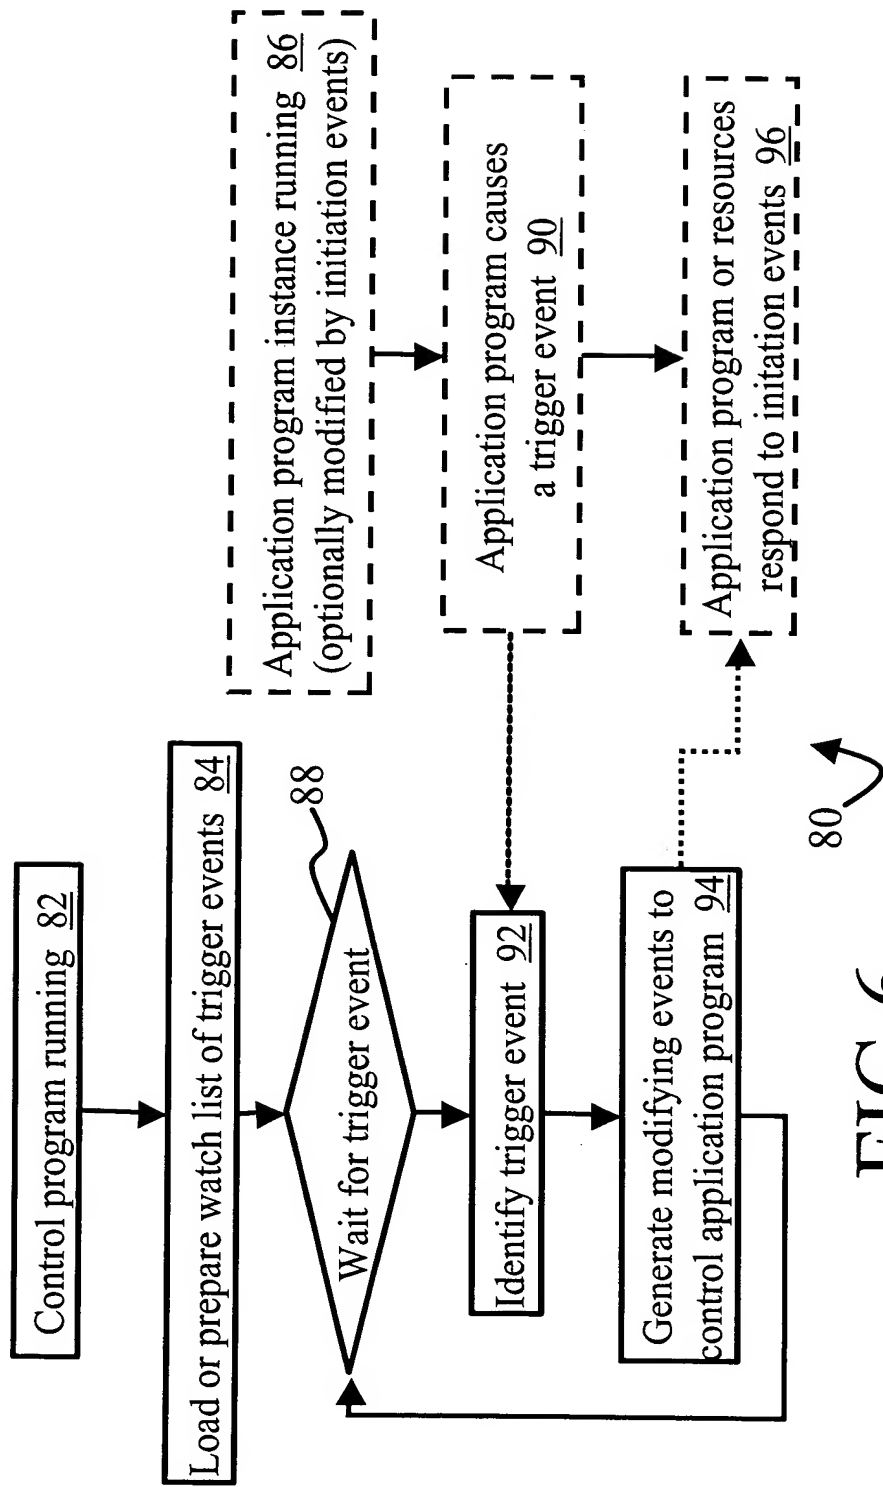 Control program running 82
Load or prepare watch list of trigger events 84
88
Wait for trigger event
Identify trigger event 92
Generate modifying events to
control application program 94
Application program instance running 86
(optionally modified by initiation events)
Application program causes
a trigger event 90
Application program or resources
respond to initation events 96
80
FIG 6